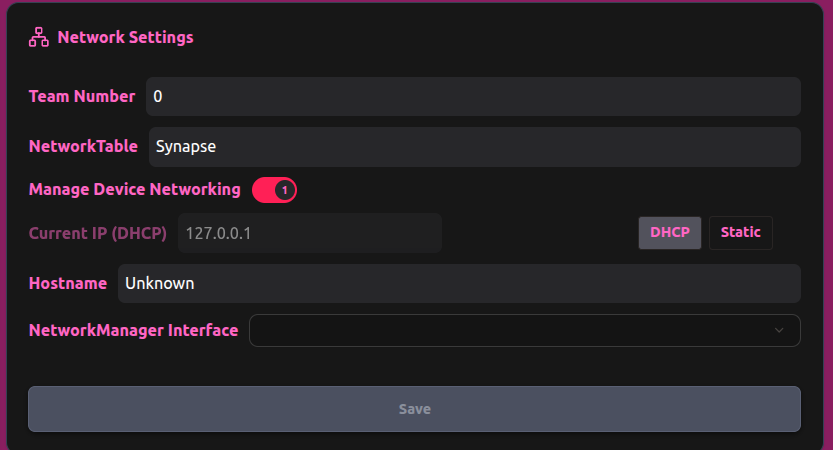 Network Settings
Team Number 0
NetworkTable Synapse
Manage Device Networking 1
Current IP (DHCP) 127.0.0.1 DHCP Static
Hostname Unknown
NetworkManager Interface
Save